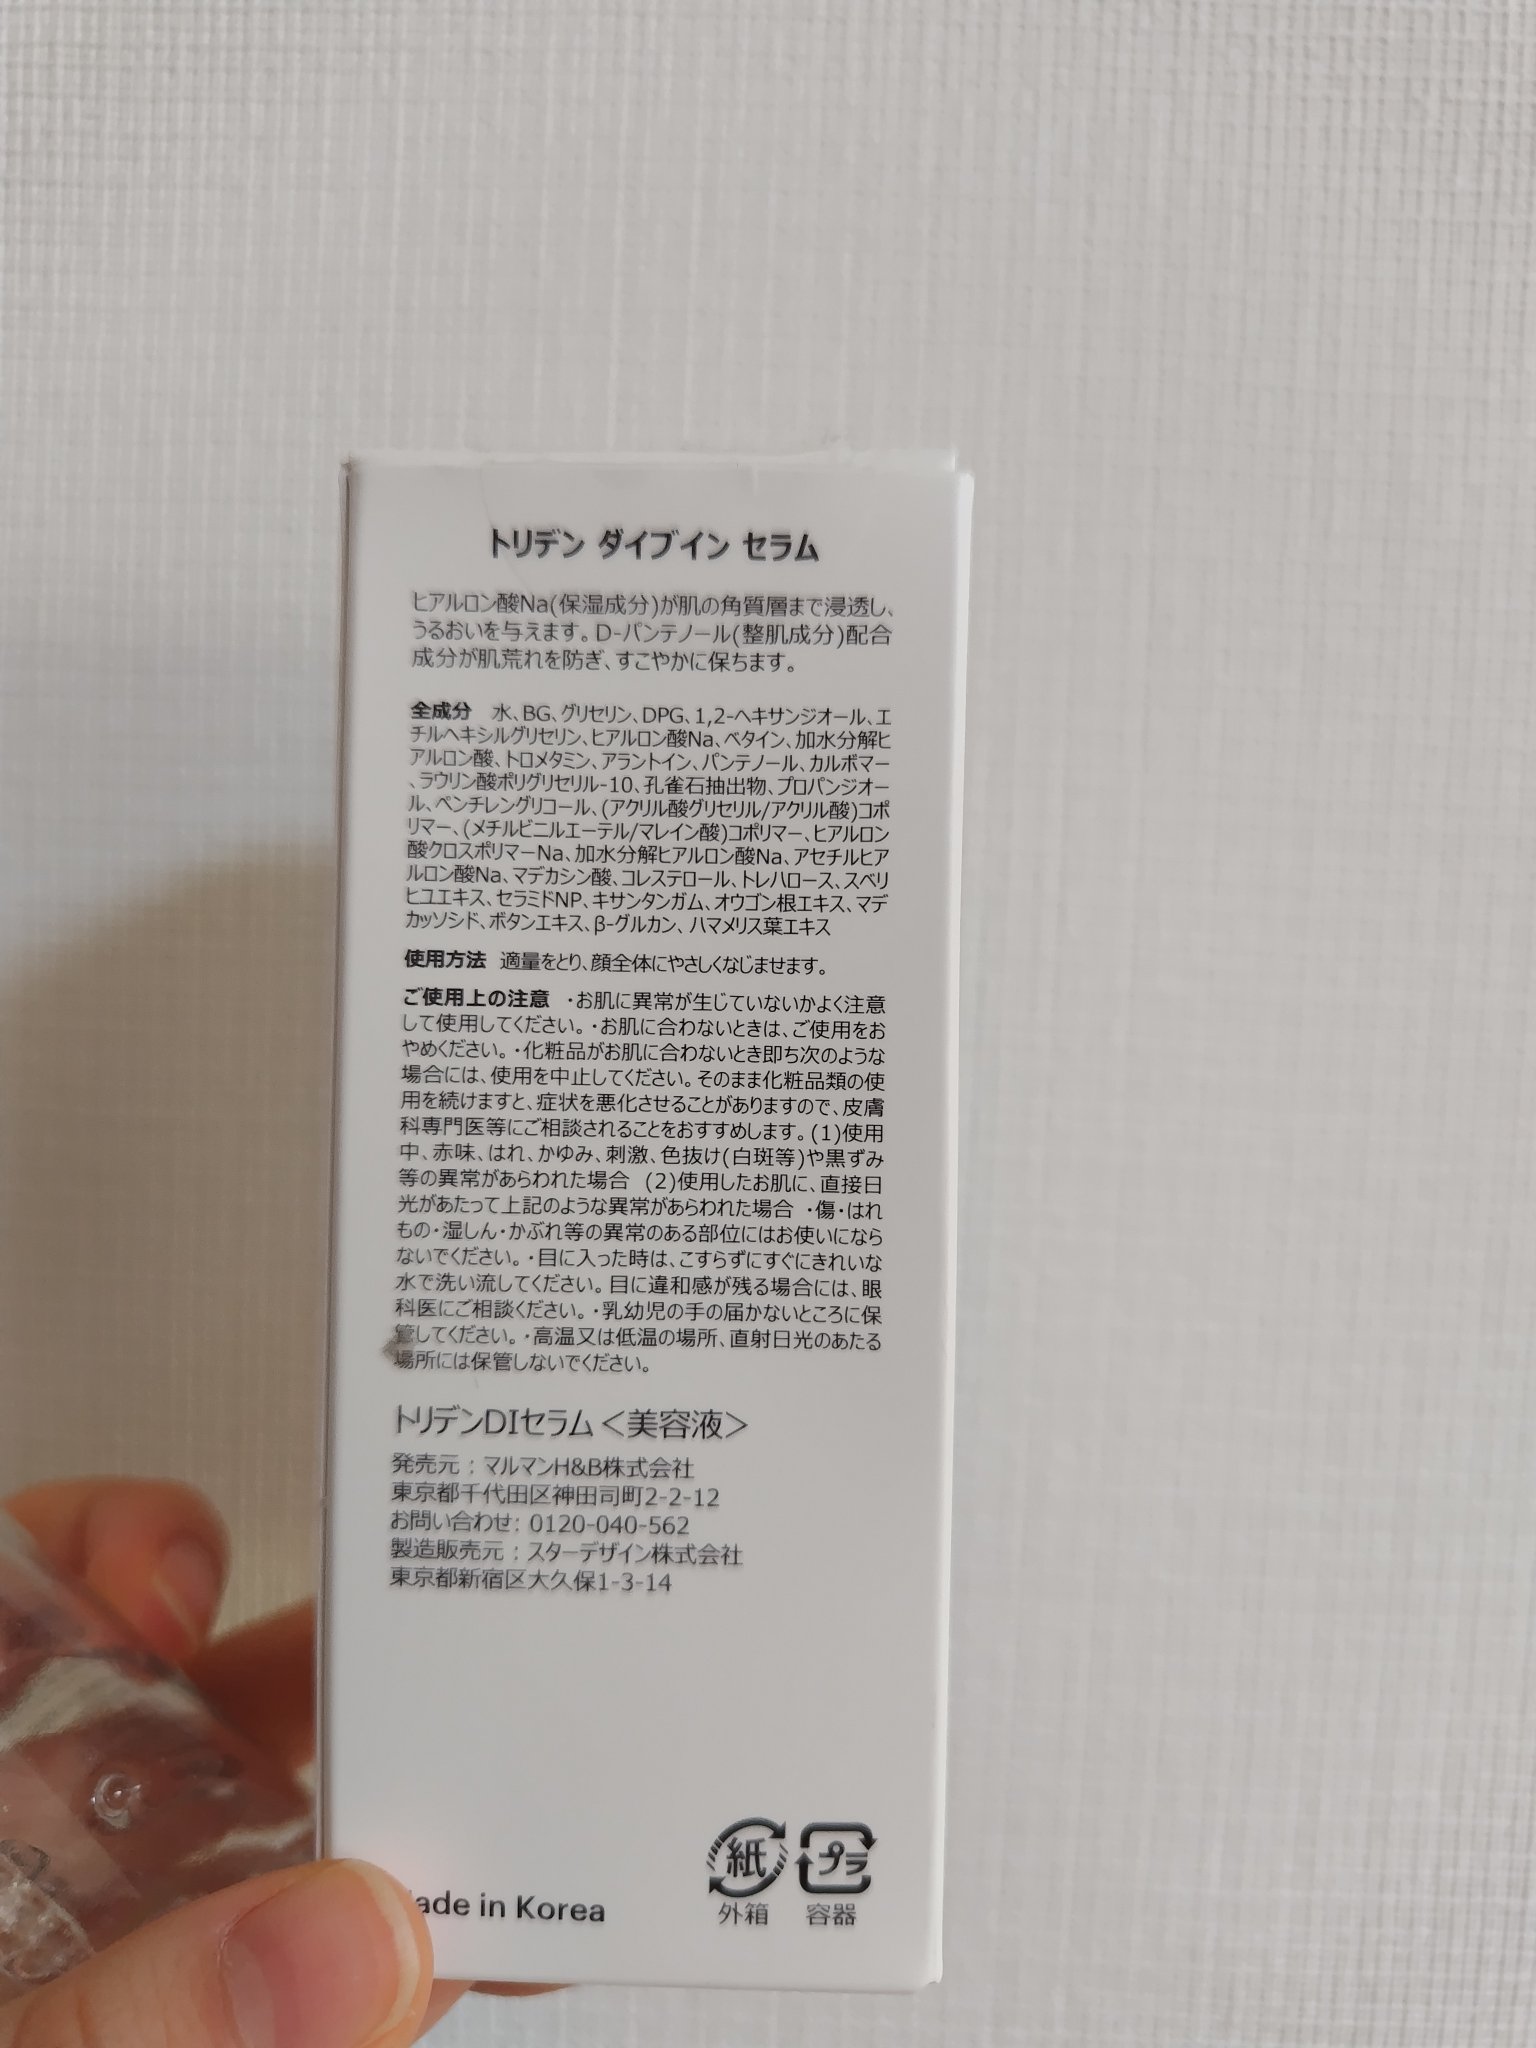 トリデン ダイブイン セラム
ヒアルロン酸Na(保湿成分)が肌の角質層まで浸透し、
うるおいを与えます。D-パンテノール(整肌成分)配合
成分が肌荒れを防ぎ、すこやかに保ちます。
全成分 水、BG、グリセリン、DPG、1,2-ヘキサンジオール、エ
チルヘキシルグリセリン、ヒアルロン酸Na、ベタイン、加水分解ヒ
アルロン酸、トロメタミン、アラントイン、パンテノール、カルボマー
、ラウリン酸ポリグリセリル-10、孔雀石抽出物、プロパンジオー
ル、ペンチレングリコール、(アクリル酸グリセリル/アクリル酸)コポ
リマー、(メチルビニルエーテル/マレイン酸)コポリマー、ヒアルロン
酸クロスポリマーNa、加水分解ヒアルロン酸Na、アセチルヒア
ルロン酸Na、マデカシン酸、コレステロール、トレハロース、スベリ
ヒユエキス、セラミドNP、キサンタンガム、オウゴン根エキス、マデ
カッソシド、ボタンエキス、β-グルカン、ハマメリス葉エキス
使用方法 適量をとり、顔全体にやさしくなじませます。
ご使用上の注意 ・お肌に異常が生じていないかよく注意
して使用してください。・お肌に合わないときは、ご使用をお
やめください。・化粧品がお肌に合わないとき即ち次のような
場合には、使用を中止してください。そのまま化粧品類の使
用を続けますと、症状を悪化させることがありますので、皮膚
科専門医等にご相談されることをおすすめします。(1)使用
中、赤味、はれ、かゆみ、刺激、色抜け(白斑等)や黒ずみ
等の異常があらわれた場合 (2)使用したお肌に、直接日
光があたって上記のような異常があらわれた場合 ・傷・はれ
もの・湿しん・かぶれ等の異常のある部位にはお使いになら
ないでください。・目に入った時は、こすらずにすぐにきれいな
水で洗い流してください。目に違和感が残る場合には、眼
科医にご相談ください。・乳幼児の手の届かないところに保
管してください。・高温又は低温の場所、直射日光のあたる
場所には保管しないでください。
トリデンDIセラム＜美容液＞
発売元：マルマンH&B株式会社
東京都千代田区神田司町2-2-12
お問い合わせ: 0120-040-562
製造販売元：スターデザイン株式会社
東京都新宿区大久保1-3-14
紙 プラ
外箱 容器
ade in Korea